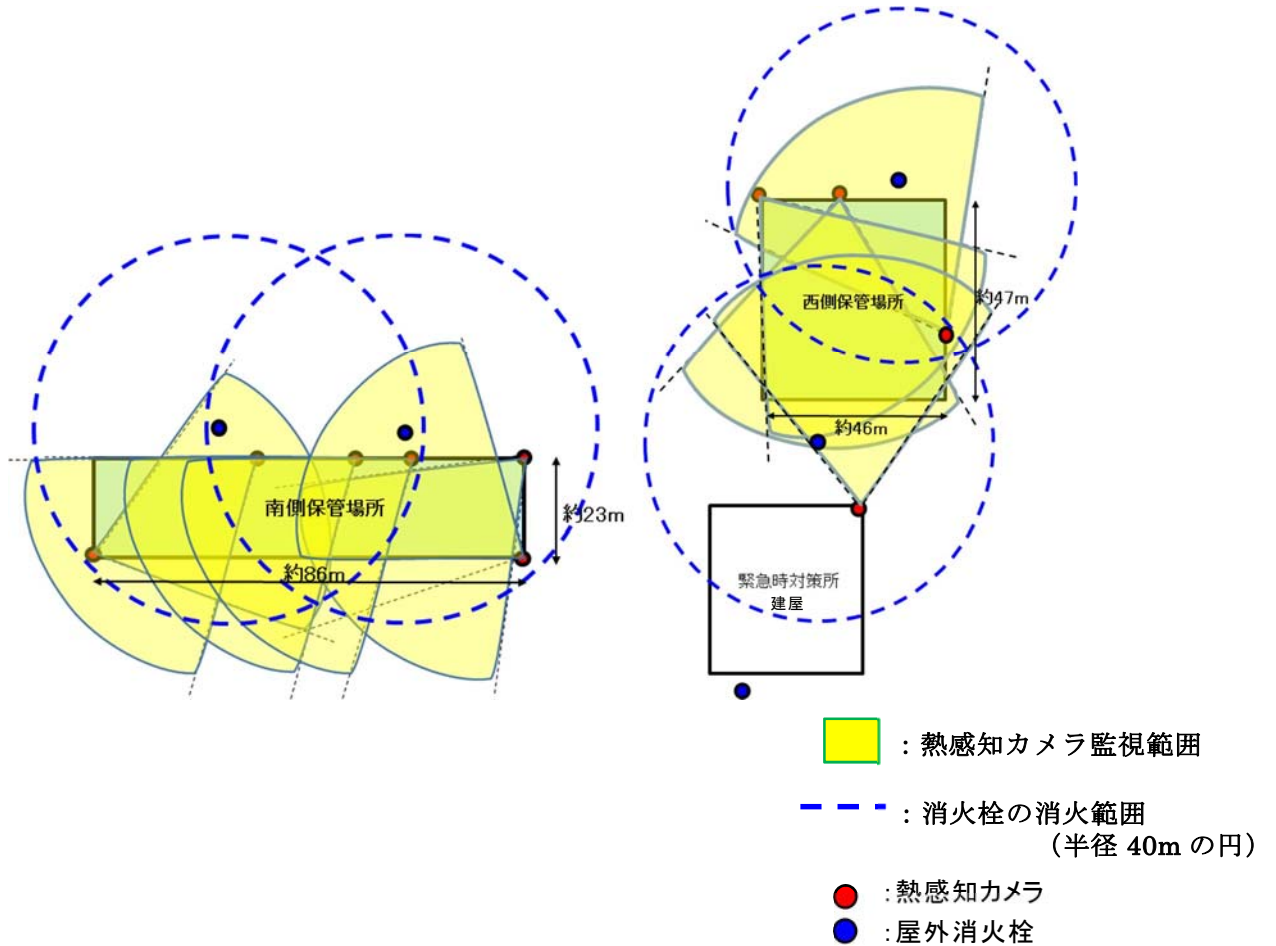 西側保管場所
約47m
約46m
南側保管場所
約23m
約86m
緊急時対策所
建屋
：熱感知カメラ監視範囲
：消火栓の消火範囲
（半径 40m の円）
：熱感知カメラ
：屋外消火栓